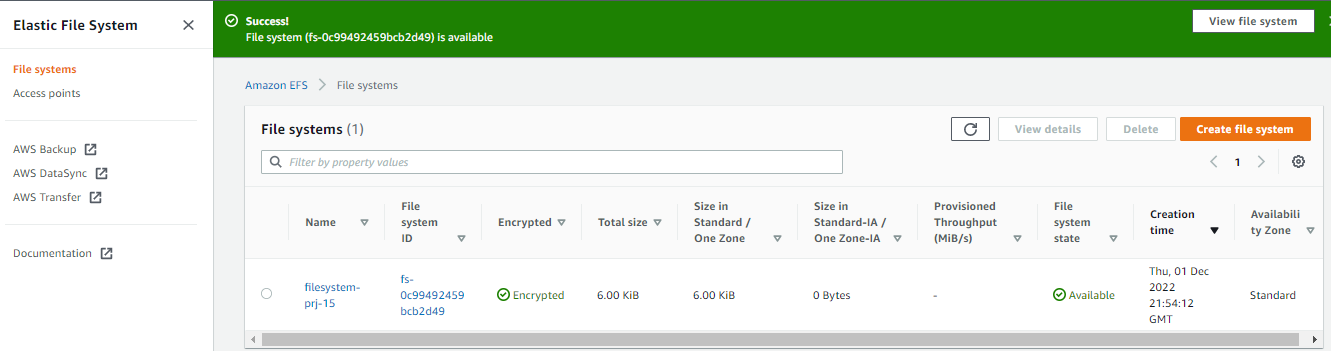 Elastic File System
File systems
Access points
AWS Backup
AWS DataSync
AWS Transfer
Documentation
Success!
File system (fs-0c99492459bcb2d49) is available
View file system
Amazon EFS
File systems
File systems (1)
View details
Delete
Create file system
Filter by property values
1
Name
File
system
ID
Encrypted
Total size
Size in
Standard /
One Zone
Size in
Standard-IA /
One Zone-IA
Provisioned
Throughput
(MiB/s)
File
system
state
Creation
time
Availabili
ty Zone
filesystem-
prj-15
fs-
0c99492459
bcb2d49
Encrypted
6.00 KiB
6.00 KiB
0 Bytes
-
Available
Thu, 01 Dec
2022
21:54:12
GMT
Standard